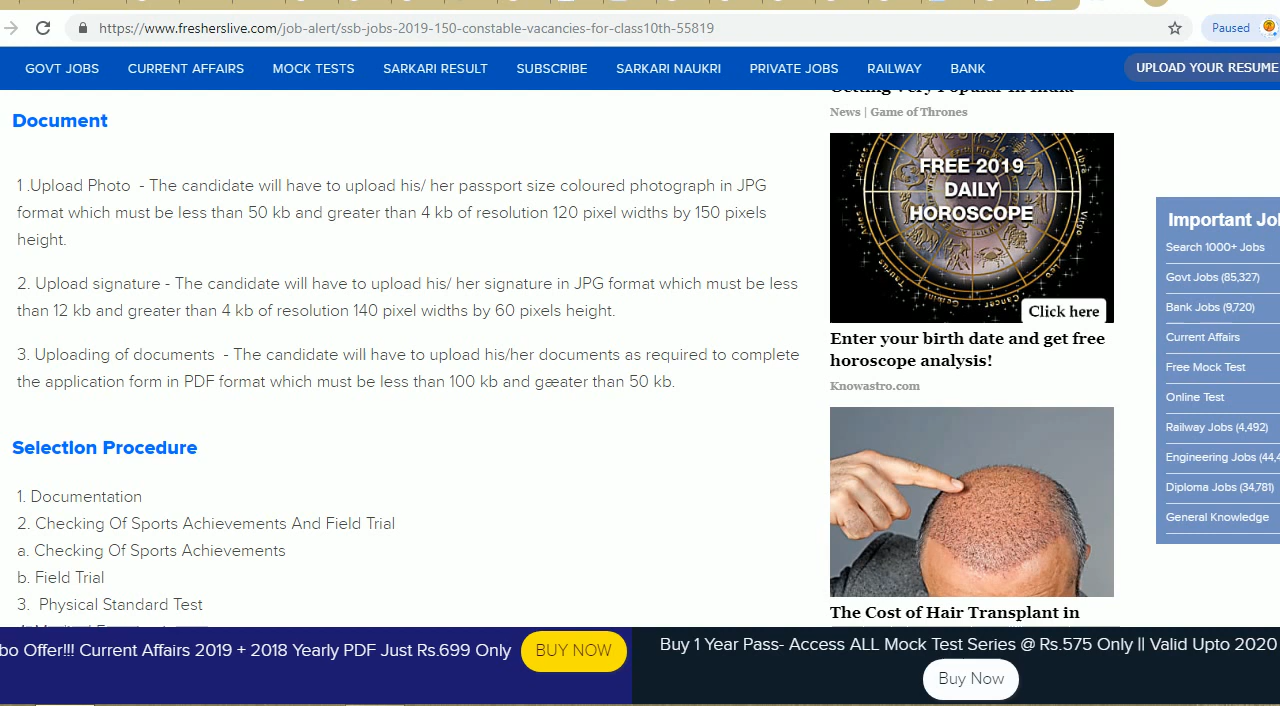 https://www.fresherslive.com/job-alert/ssb-jobs-2019-150-constable-vacancies-for-class10th-55819
Paused
GOVT JOBS CURRENT AFFAIRS MOCK TESTS SARKARI RESULT SUBSCRIBE SARKARI NAUKRI PRIVATE JOBS RAILWAY BANK UPLOAD YOUR RESUME
Document
1 .Upload Photo - The candidate will have to upload his/ her passport size coloured photograph in JPG
format which must be less than 50 kb and greater than 4 kb of resolution 120 pixel widths by 150 pixels
height.
2. Upload signature - The candidate will have to upload his/ her signature in JPG format which must be less
than 12 kb and greater than 4 kb of resolution 140 pixel widths by 60 pixels height.
3. Uploading of documents - The candidate will have to upload his/her documents as required to complete
the application form in PDF format which must be less than 100 kb and gæater than 50 kb.
Selection Procedure
1. Documentation
2. Checking Of Sports Achievements And Field Trial
a. Checking Of Sports Achievements
b. Field Trial
3. Physical Standard Test
Getting Very Popular In India
News | Game of Thrones
FREE 2019
DAILY
HOROSCOPE
Click here
Enter your birth date and get free
horoscope analysis!
Knowastro.com
The Cost of Hair Transplant in
Important Jo
Search 1000+ Jobs
Govt Jobs (85,327)
Bank Jobs (9,720)
Current Affairs
Free Mock Test
Online Test
Railway Jobs (4,492)
Engineering Jobs (44,4
Diploma Jobs (34,781)
General Knowledge
bo Offer!!! Current Affairs 2019 + 2018 Yearly PDF Just Rs.699 Only BUY NOW
Buy 1 Year Pass- Access ALL Mock Test Series @ Rs.575 Only || Valid Upto 2020
Buy Now